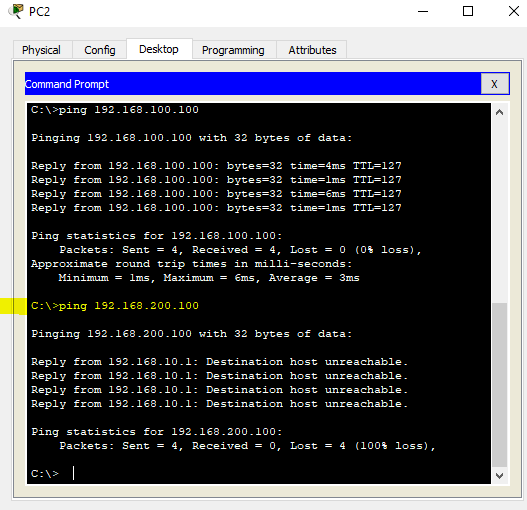 PC2
Physical Config Desktop Programming Attributes
Command Prompt X
C:\>ping 192.168.100.100
Pinging 192.168.100.100 with 32 bytes of data:
Reply from 192.168.100.100: bytes=32 time=4ms TTL=127
Reply from 192.168.100.100: bytes=32 time=1ms TTL=127
Reply from 192.168.100.100: bytes=32 time=6ms TTL=127
Reply from 192.168.100.100: bytes=32 time=1ms TTL=127
Ping statistics for 192.168.100.100:
Packets: Sent = 4, Received = 4, Lost = 0 (0% loss),
Approximate round trip times in milli-seconds:
Minimum = 1ms, Maximum = 6ms, Average = 3ms
C:\>ping 192.168.200.100
Pinging 192.168.200.100 with 32 bytes of data:
Reply from 192.168.10.1: Destination host unreachable.
Reply from 192.168.10.1: Destination host unreachable.
Reply from 192.168.10.1: Destination host unreachable.
Reply from 192.168.10.1: Destination host unreachable.
Ping statistics for 192.168.200.100:
Packets: Sent = 4, Received = 0, Lost = 4 (100% loss),
C:\>